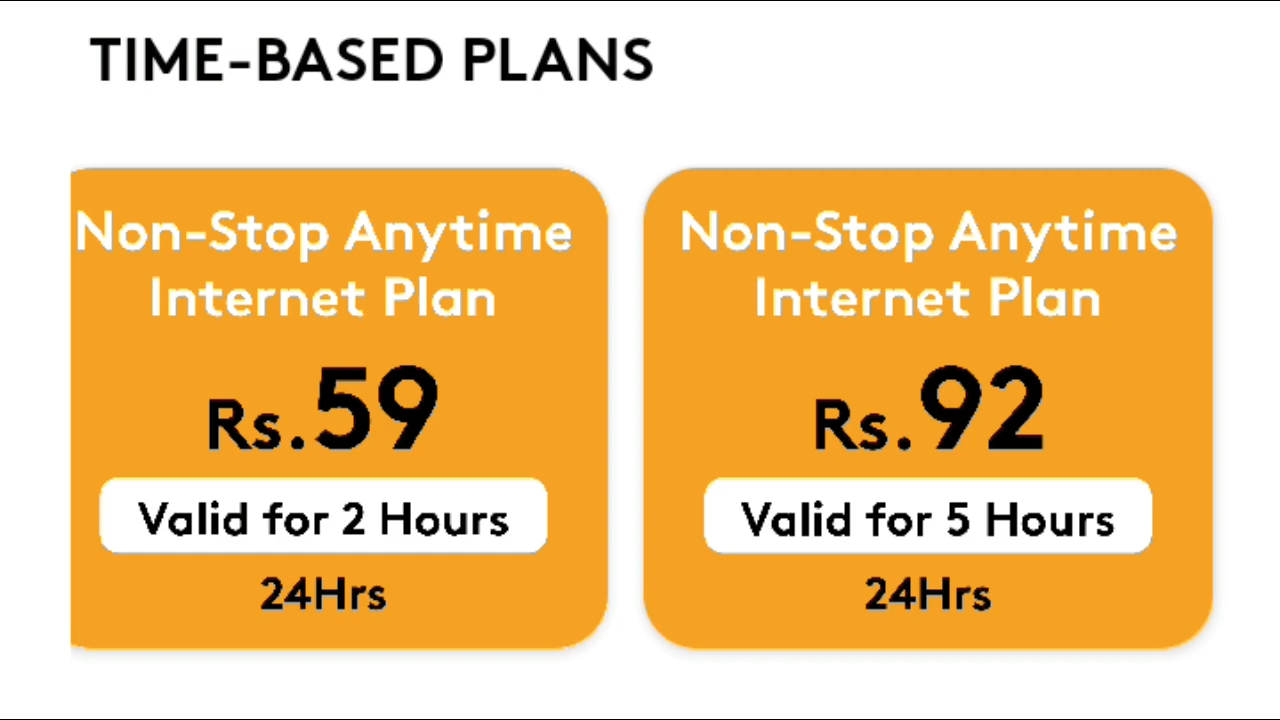 TIME-BASED PLANS
Non-Stop Anytime
Internet Plan
Rs.59
Valid for 2 Hours
24Hrs
Non-Stop Anytime
Internet Plan
Rs.92
Valid for 5 Hours
24Hrs